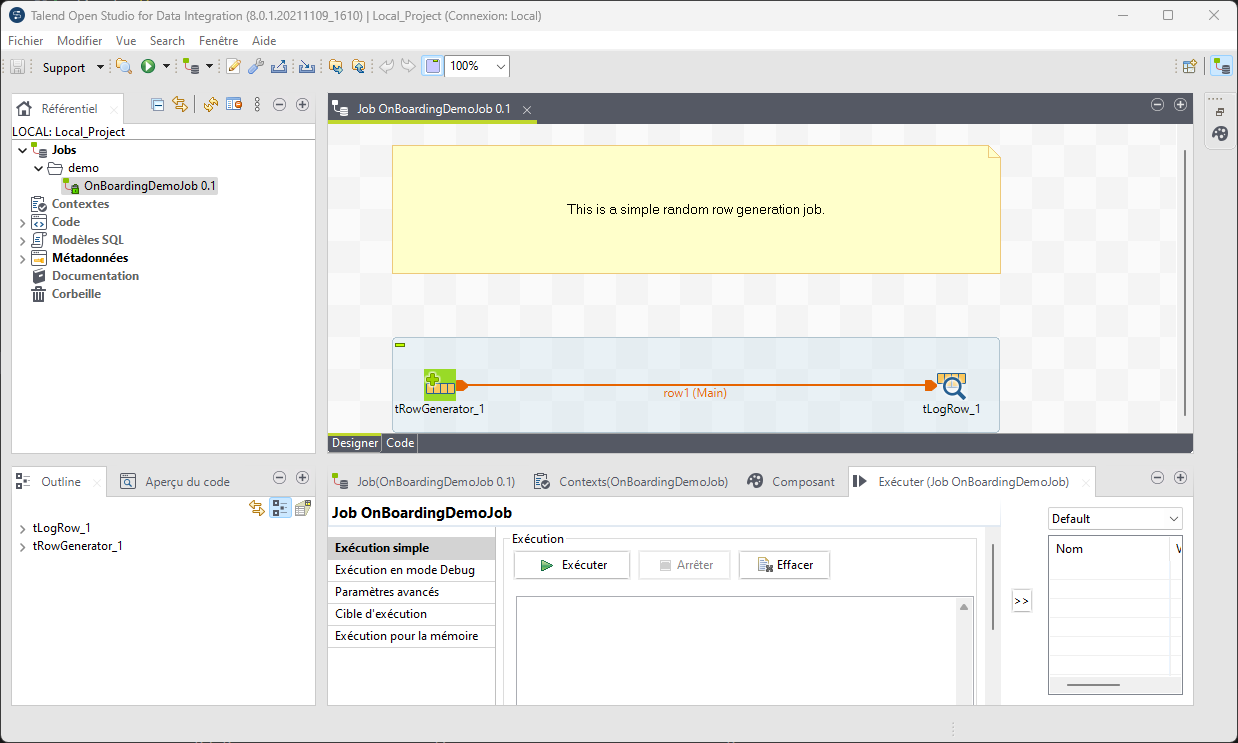 Talend Open Studio for Data Integration (8.0.1.20211109_1610) | Local_Project (Connexion: Local)
Fichier Modifier Vue Search Fenêtre Aide
Support 100%
Référentiel
LOCAL: Local_Project
Jobs
demo
OnBoardingDemoJob 0.1
Contextes
Code
Modèles SQL
Métadonnées
Documentation
Corbeille
Job OnBoardingDemoJob 0.1
This is a simple random row generation job.
row1 (Main)
tRowGenerator_1 tLogRow_1
Designer Code
Outline Aperçu du code
tLogRow_1
tRowGenerator_1
Job(OnBoardingDemoJob 0.1) Contexts(OnBoardingDemoJob) Composant Exécuter (Job OnBoardingDemoJob)
Job OnBoardingDemoJob
Exécution simple
Exécution en mode Debug
Paramètres avancés
Cible d'exécution
Exécution pour la mémoire
Exécution
Exécuter Arrêter Effacer
>>
Default
Nom